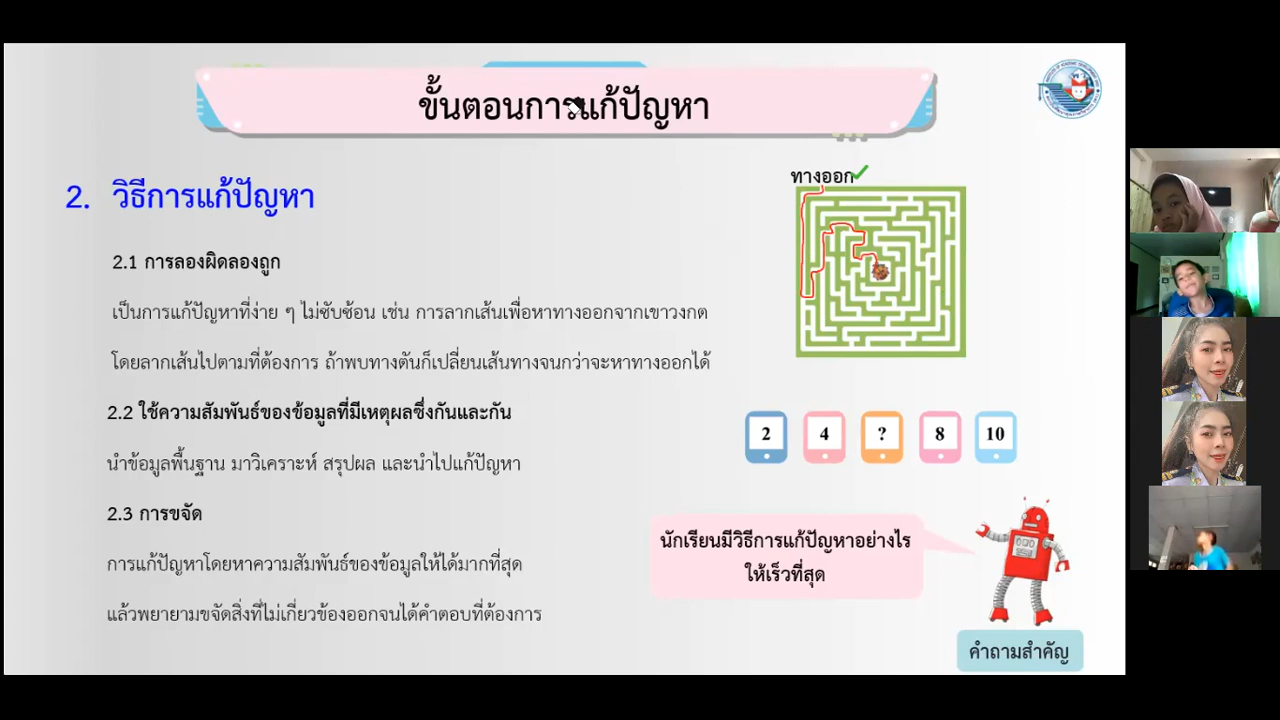 ขั้นตอนการแก้ปัญหา
2. วิธีการแก้ปัญหา
ทางออก
2.1 การลองผิดลองถูก
เป็นการแก้ปัญหาที่ง่าย ๆ ไม่ซับซ้อน เช่น การลากเส้นเพื่อหาทางออกจากเขาวงกต
โดยลากเส้นไปตามที่ต้องการ ถ้าพบทางตันก็เปลี่ยนเส้นทางจนกว่าจะหาทางออกได้
2.2 ใช้ความสัมพันธ์ของข้อมูลที่มีเหตุผลซึ่งกันและกัน
นำข้อมูลพื้นฐาน มาวิเคราะห์ สรุปผล และนำไปแก้ปัญหา
2 4 ? 8 10
2.3 การขจัด
การแก้ปัญหาโดยหาความสัมพันธ์ของข้อมูลให้ได้มากที่สุด
แล้วพยายามขจัดสิ่งที่ไม่เกี่ยวข้องออกจนได้คำตอบที่ต้องการ
นักเรียนมีวิธีการแก้ปัญหาอย่างไร
ให้เร็วที่สุด
คำถามสำคัญ